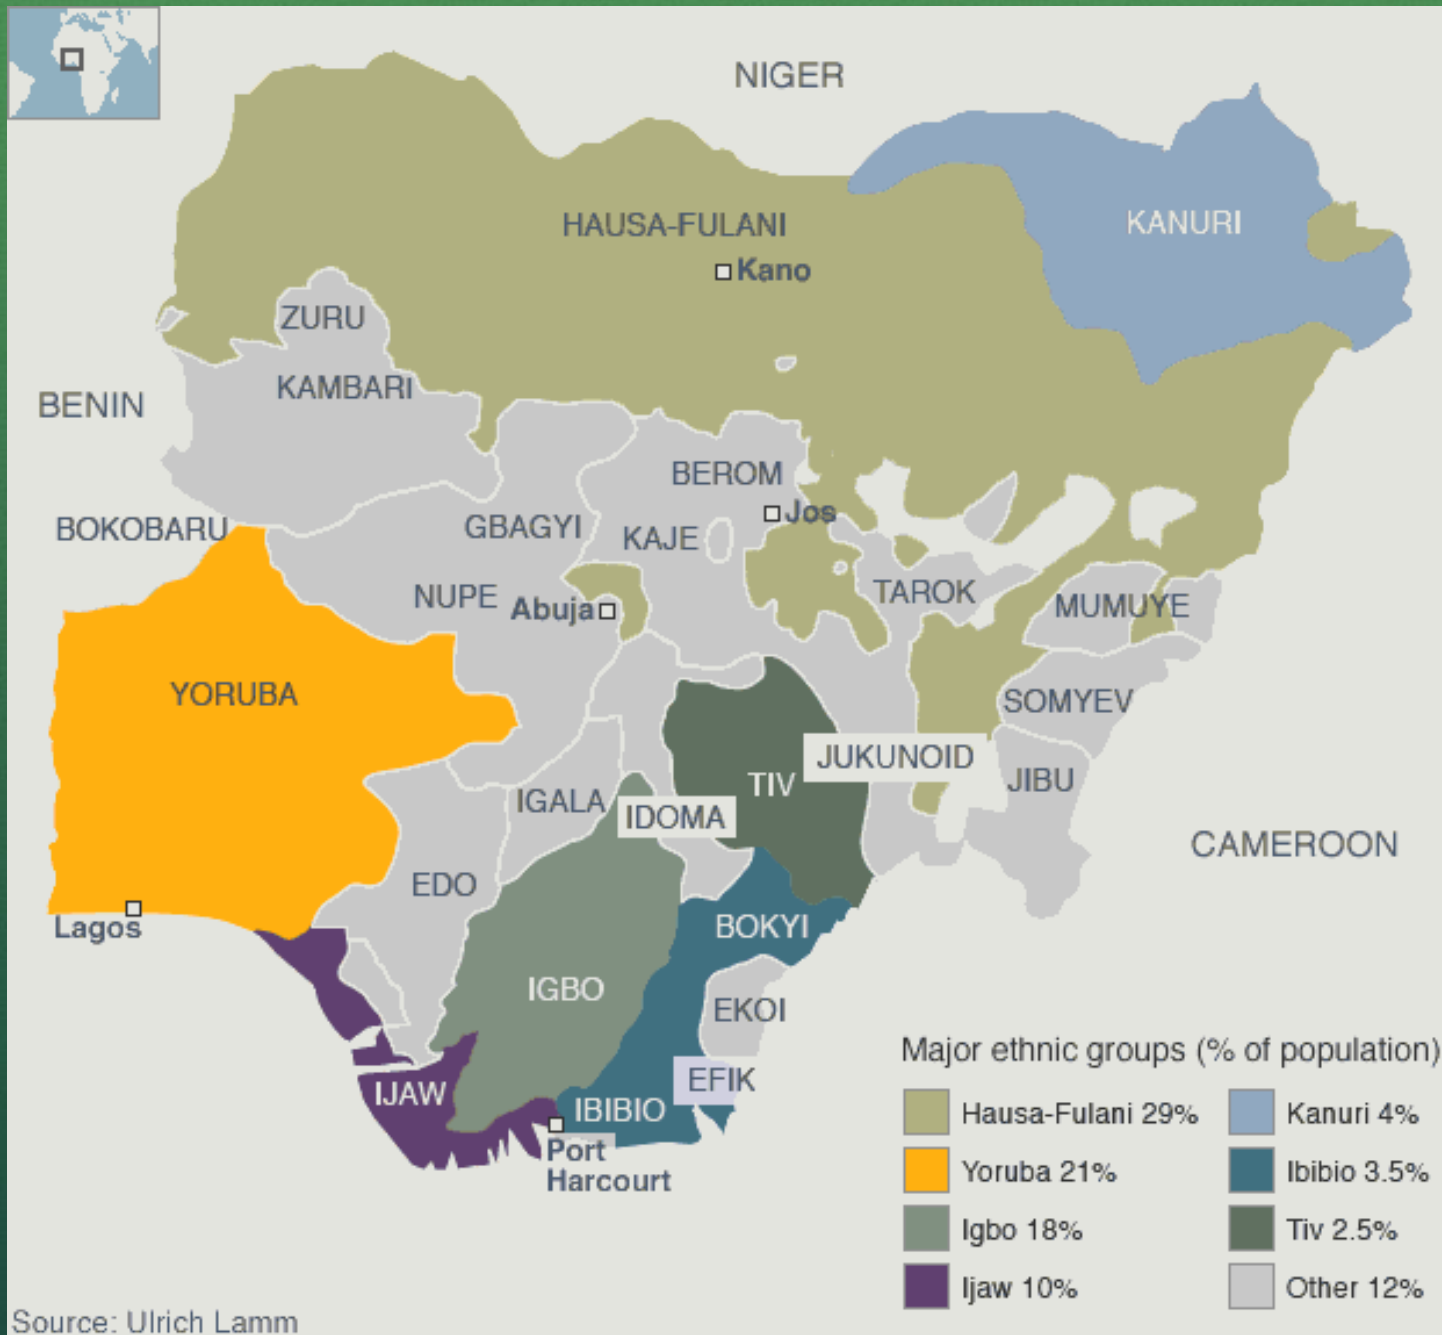 NIGER
HAUSA-FULANI
KANURI
Kano
ZURU
KAMBARI
BENIN
BEROM
Jos
BOKOBARU
GBAGYI
KAJE
NUPE
Abuja
TAROK
MUMUYE
YORUBA
SOMYEV
JUKUNOID
TIV
JIBU
IGALA
IDOMA
CAMEROON
EDO
Lagos
BOKYI
IGBO
EKOI
EFIK
IJAW
IBIBIO
Port
Harcourt
Major ethnic groups (% of population)
Hausa-Fulani 29%
Yoruba 21%
Igbo 18%
Ijaw 10%
Kanuri 4%
Ibibio 3.5%
Tiv 2.5%
Other 12%
Source: Ulrich Lamm